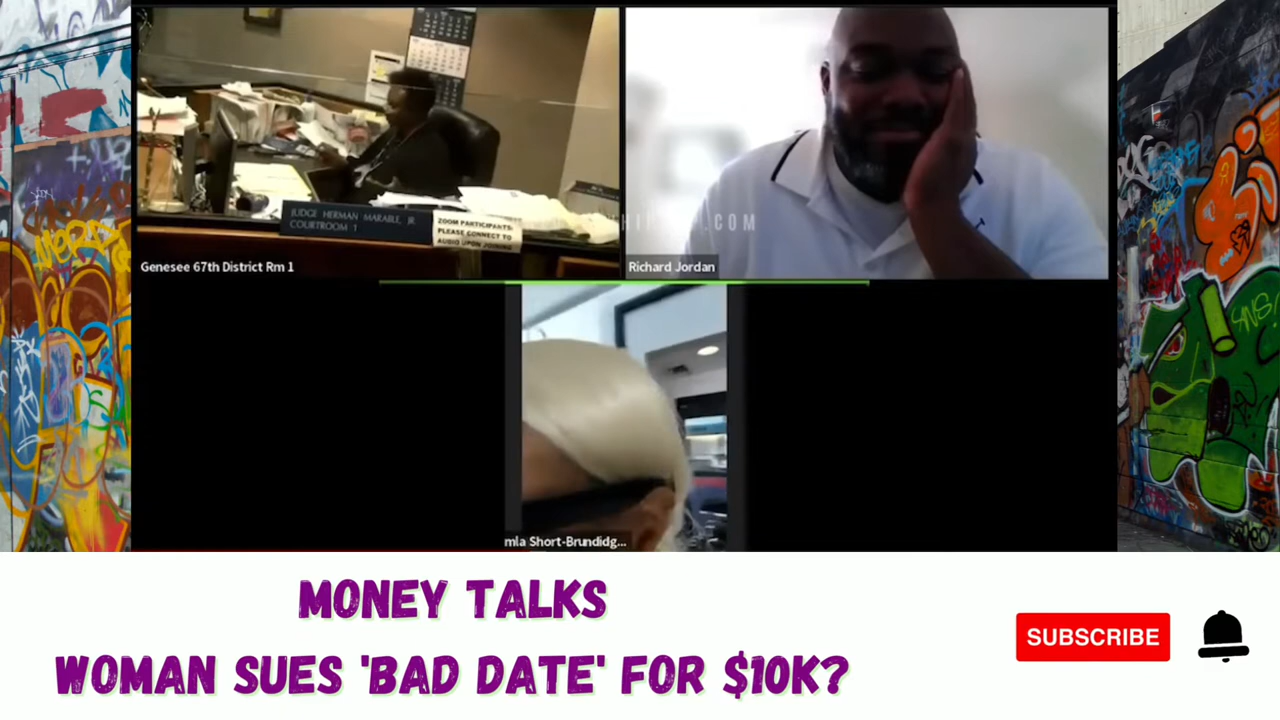 JUDGE HERMAN MARABLE, JR.
COURTROOM 1
ZOOM PARTICIPANTS:
PLEASE CONNECT TO
AUDIO UPON JOINING
Genesee 67th District Rm 1
Richard Jordan
mla Short-Brundidg...
MONEY TALKS
WOMAN SUES 'BAD DATE' FOR $10K?
SUBSCRIBE